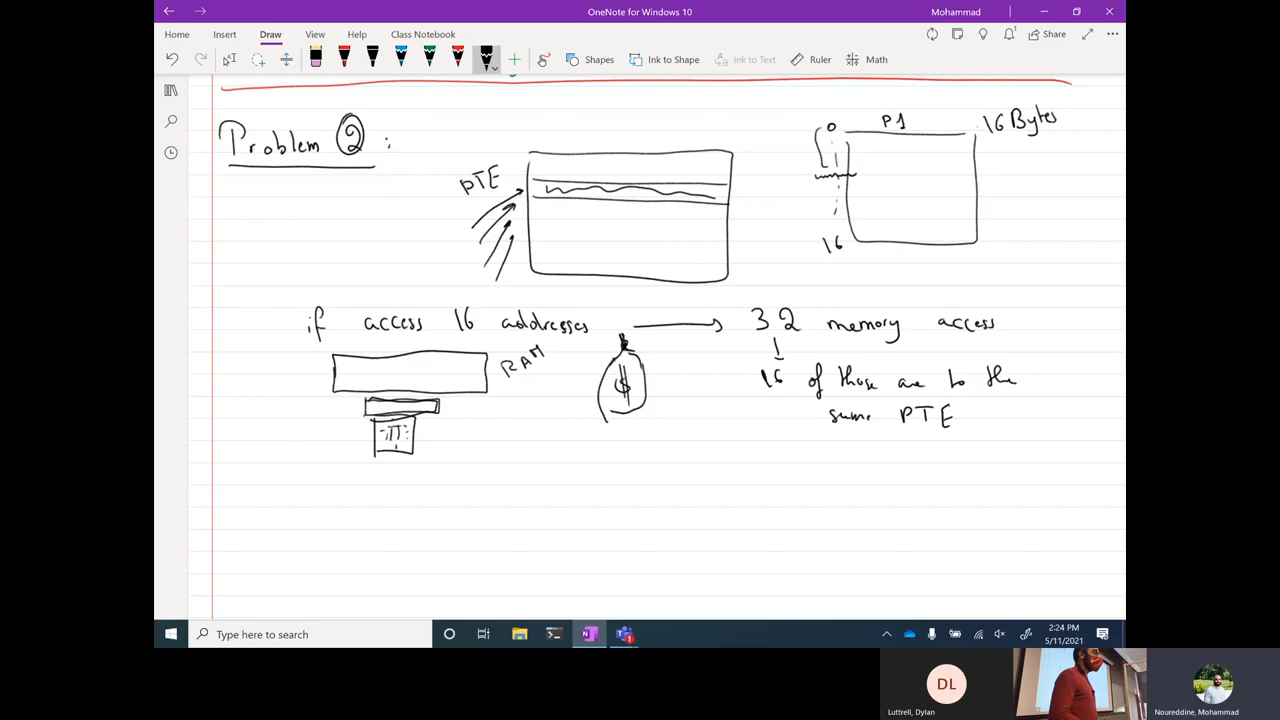 OneNote for Windows 10
Mohammad
Home Insert Draw View Help Class Notebook
Share
Shapes Ink to Shape Ink to Text Ruler Math
Problem 2 :
PTE
0 P1 16 Bytes
16
if access 16 addresses → 32 memory access
RAM
$
16 of those are to the
same PTE
Type here to search
2:24 PM
5/11/2021
DL
Luttrell, Dylan
Noureddine, Mohammad